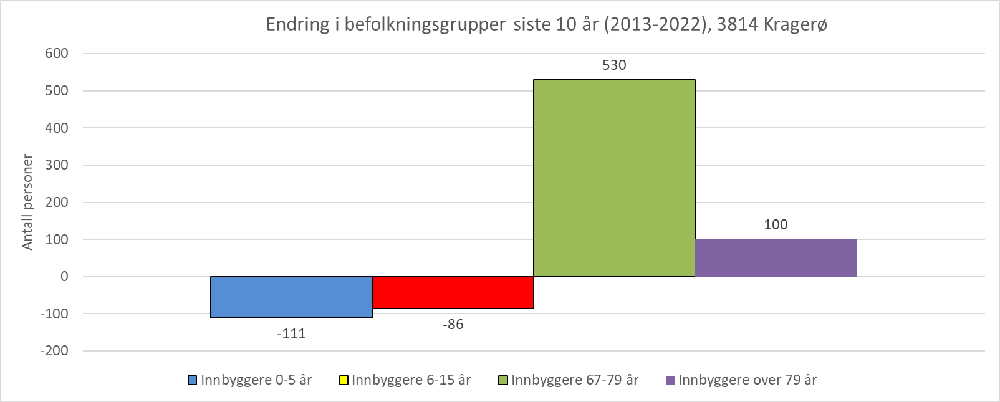 Endring i befolkningsgrupper siste 10 år (2013-2022), 3814 Kragerø
Antall personer
600
500
400
300
200
100
0
-100
-200
530
100
-111
-86
Innbyggere 0-5 år
Innbyggere 6-15 år
Innbyggere 67-79 år
Innbyggere over 79 år